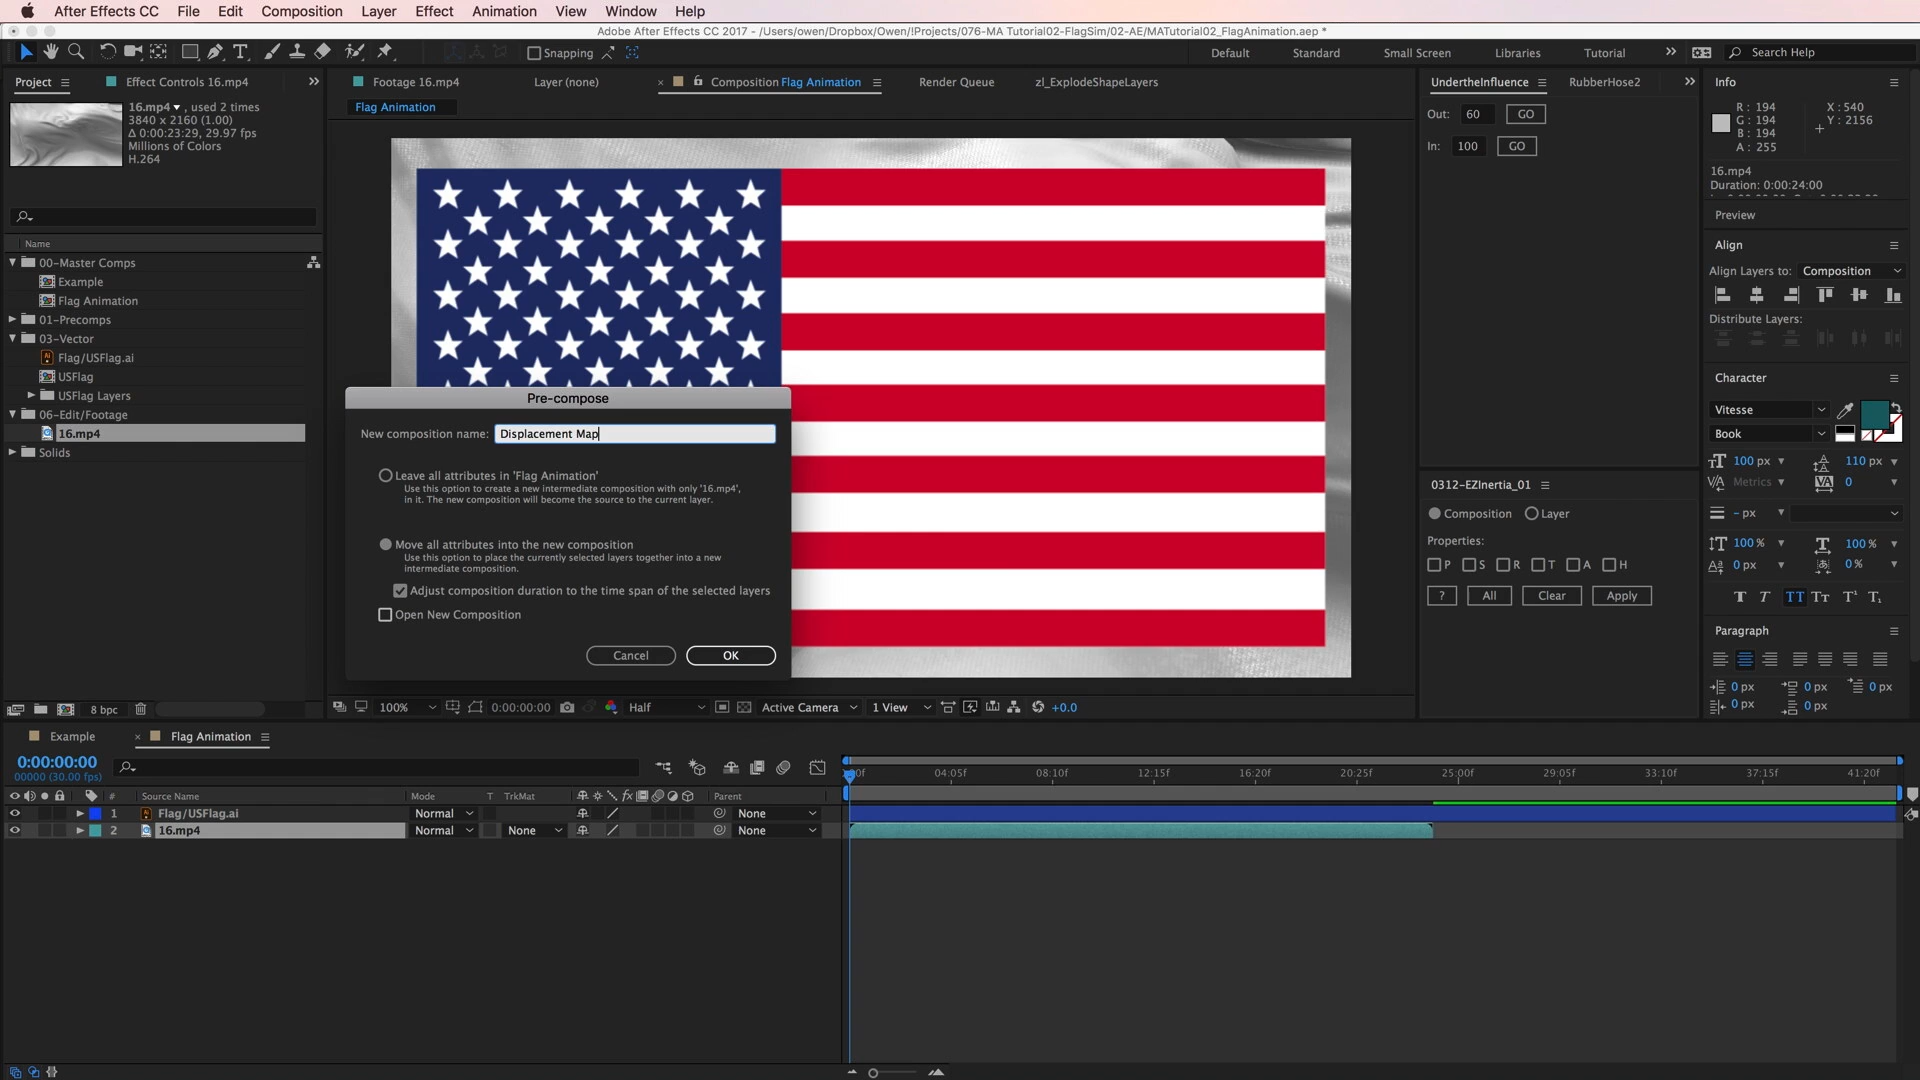 After Effects CC File Edit Composition Layer Effect Animation View Window Help
Adobe After Effects CC 2017 - /Users/owen/Dropbox/Owen/!Projects/076-MA Tutorial02-FlagSim/02-AE/MATutorial02_FlagAnimation.aep *
Snapping
Default Standard Small Screen Libraries Tutorial Search Help
Project Effect Controls 16.mp4
16.mp4 , used 2 times
3840 x 2160 (1.00)
Δ 0:00:23:29, 29.97 fps
Millions of Colors
H.264
Name
00-Master Comps
Example
Flag Animation
01-Precomps
03-Vector
Flag/USFlag.ai
USFlag
USFlag Layers
06-Edit/Footage
16.mp4
Solids
8 bpc
Footage 16.mp4 Layer (none) Composition Flag Animation Render Queue zl_ExplodeShapeLayers
Flag Animation
Pre-compose
New composition name: Displacement Map
Leave all attributes in 'Flag Animation'
Use this option to create a new intermediate composition with only '16.mp4',
in it. The new composition will become the source to the current layer.
Move all attributes into the new composition
Use this option to place the currently selected layers together into a new
intermediate composition.
Adjust composition duration to the time span of the selected layers
Open New Composition
Cancel OK
100% 0:00:00:00 Half Active Camera 1 View +0.0
UndertheInfluence RubberHose2
Out: 60 GO
In: 100 GO
0312-EZInertia_01
Composition Layer
Properties:
P S R T A H
? All Clear Apply
Info
R : 194
G : 194
B : 194
A : 255
X : 540
Y : 2156
16.mp4
Duration: 0:00:24:00
Preview
Align
Align Layers to: Composition
Distribute Layers:
Character
Vitesse
Book
100 px 110 px
Metrics 0
- px
100 % 100 %
0 px 0 %
Paragraph
0 px 0 px 0 px
0 px 0 px
Example Flag Animation
0:00:00:00
00000 (30.00 fps)
# Source Name Mode T TrkMat Parent
1 Flag/USFlag.ai Normal None
2 16.mp4 Normal None None
04:05f 08:10f 12:15f 16:20f 20:25f 25:00f 29:05f 33:10f 37:15f 41:20f